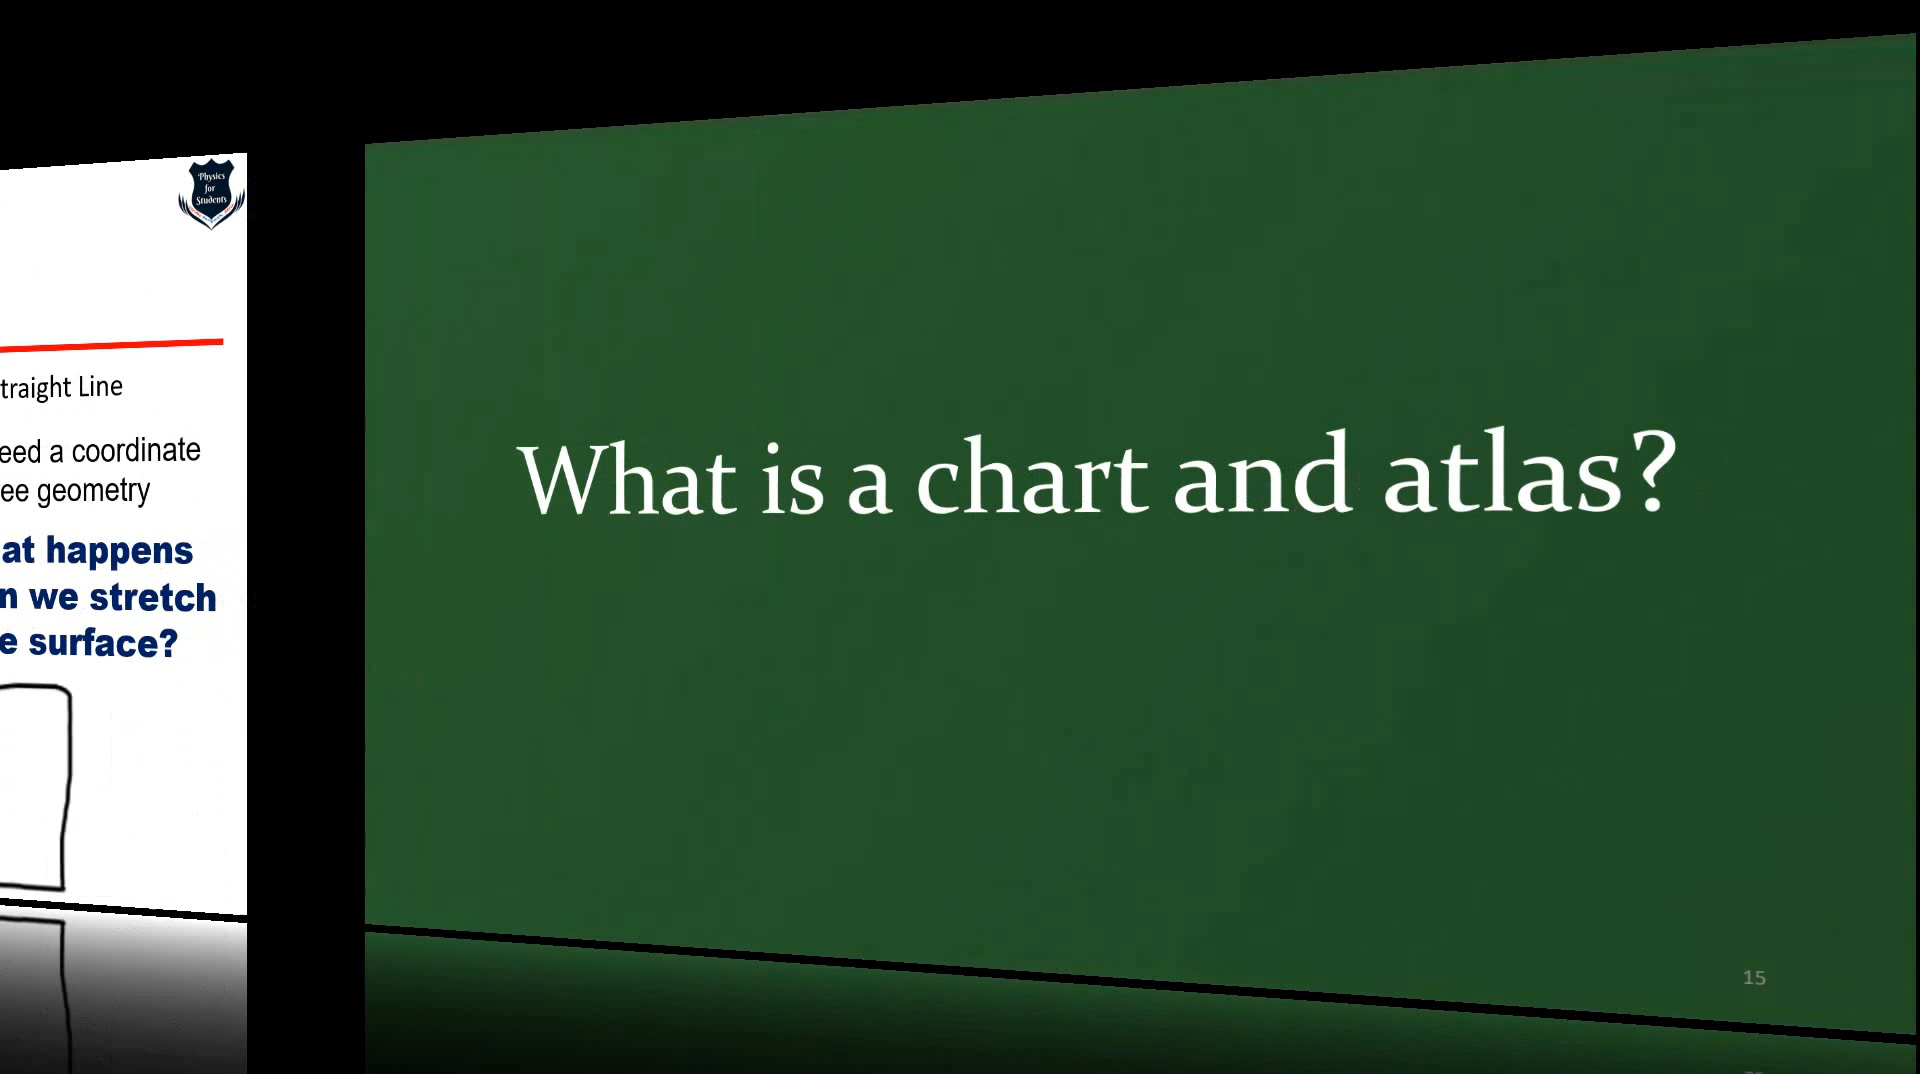 Physics
for
Students
traight Line
eed a coordinate
ree geometry
at happens
n we stretch
e surface?
What is a chart and atlas?
15